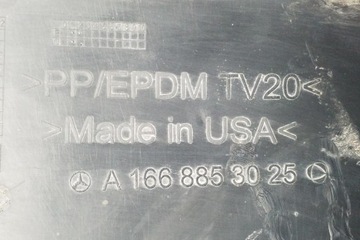 >PP/EPDM TV20<
>Made in USA<
A 166 885 30 25